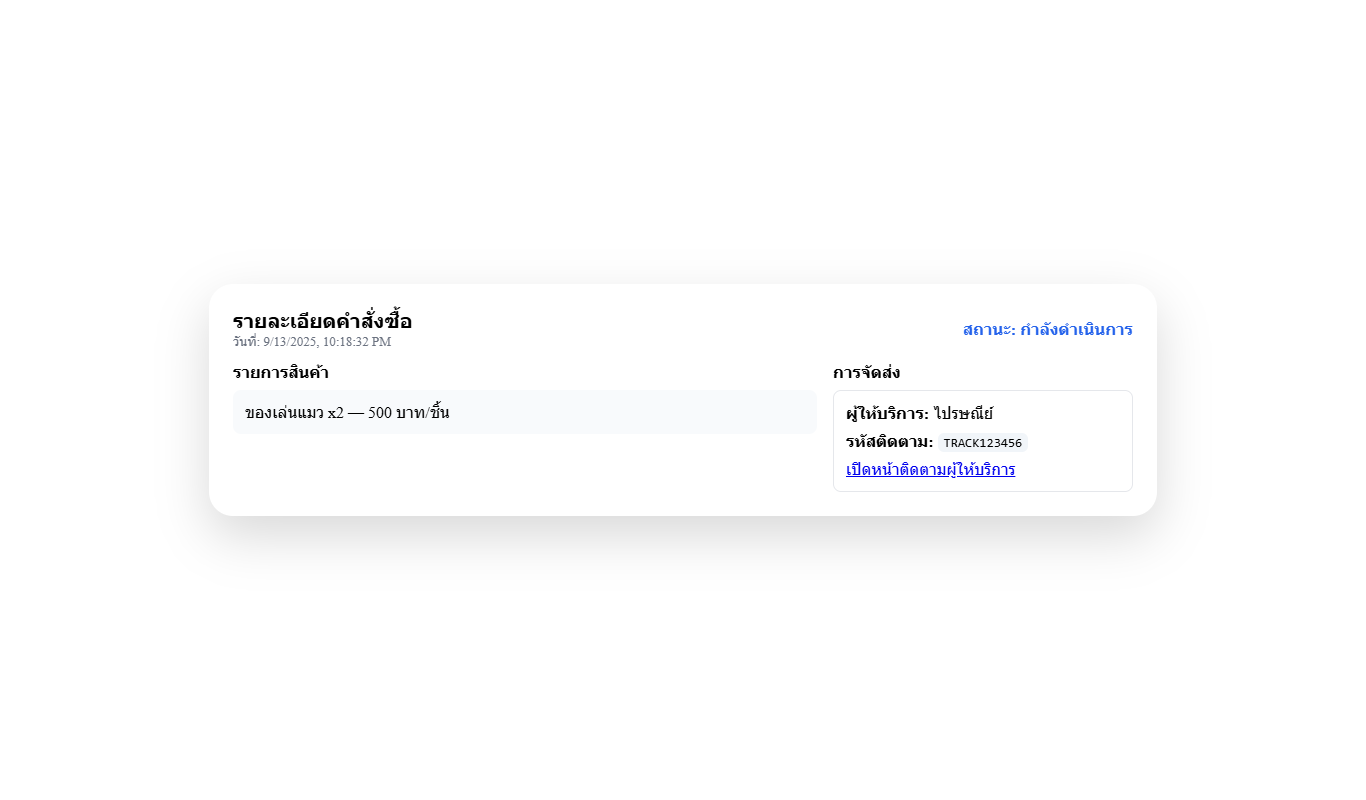 รายละเอียดคำสั่งซื้อ
วันที่: 9/13/2025, 10:18:32 PM
สถานะ: กำลังดำเนินการ
รายการสินค้า
ของเล่นแมว x2 — 500 บาท/ชิ้น
การจัดส่ง
ผู้ให้บริการ: ไปรษณีย์
รหัสติดตาม: TRACK123456
เปิดหน้าติดตามผู้ให้บริการ